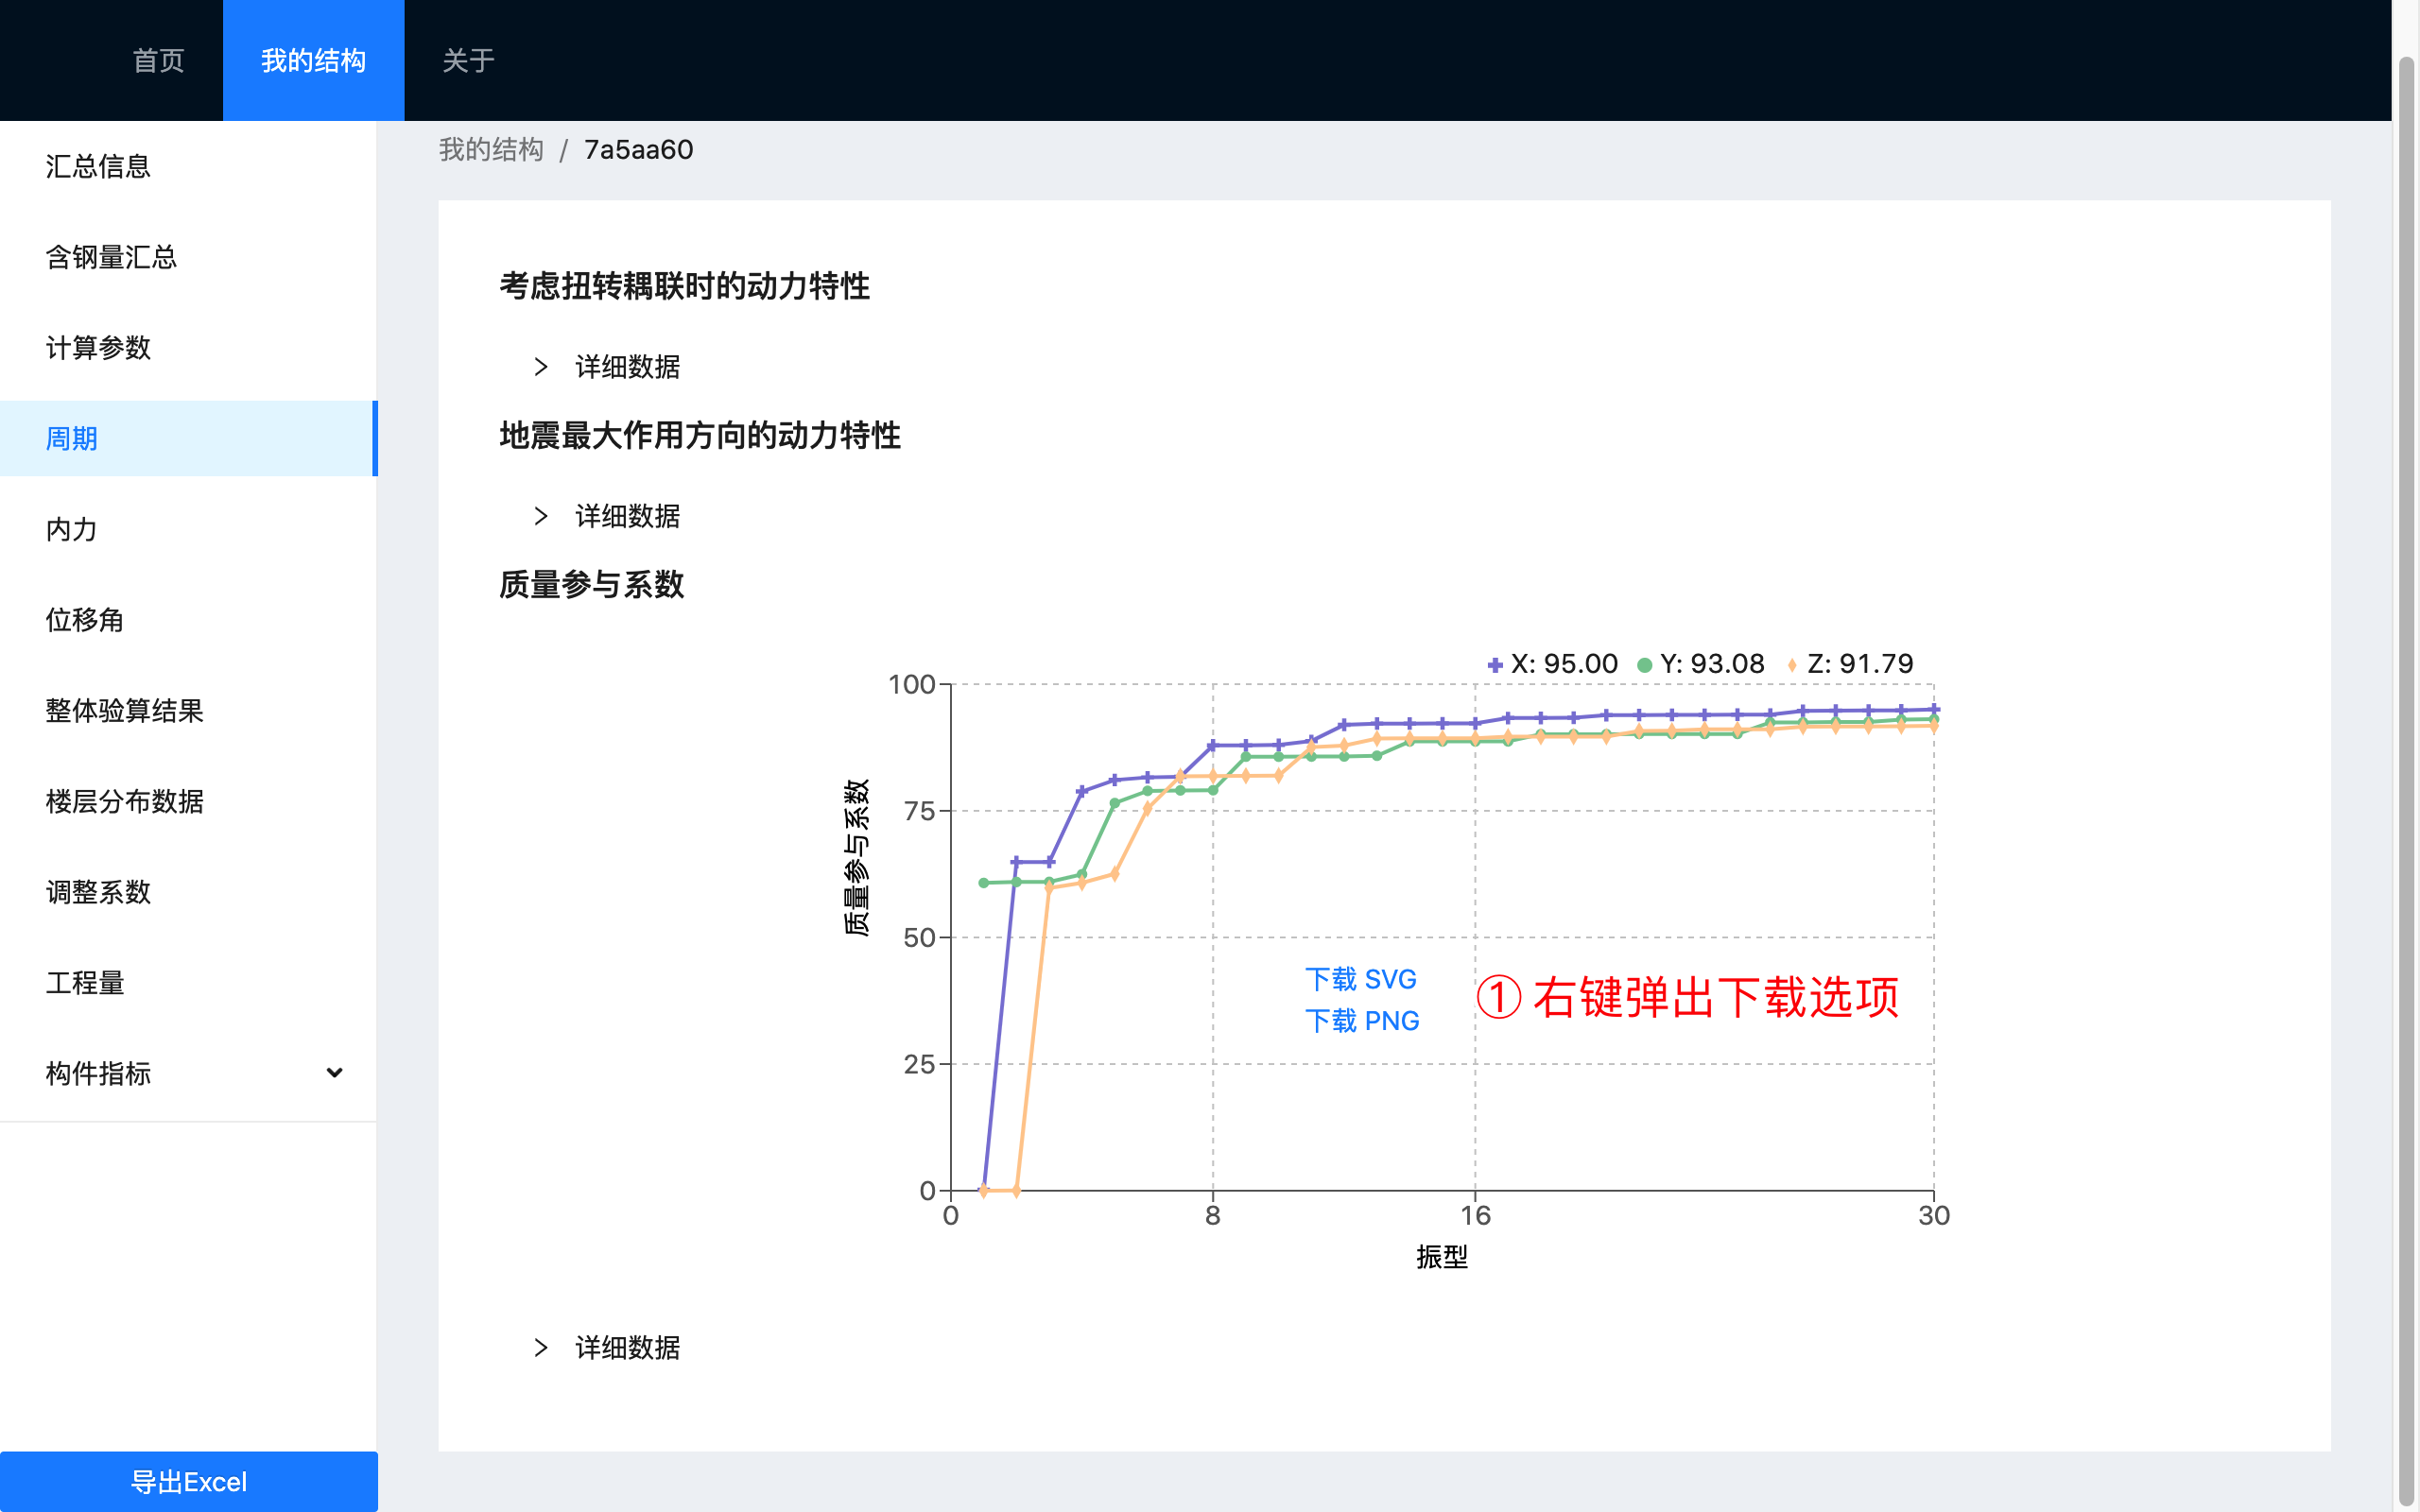 首页 我的结构 关于
我的结构 / 7a5aa60
汇总信息
含钢量汇总
计算参数
周期
内力
位移角
整体验算结果
楼层分布数据
调整系数
工程量
构件指标
导出Excel
考虑扭转耦联时的动力特性
详细数据
地震最大作用方向的动力特性
详细数据
质量参与系数
X: 95.00 Y: 93.08 Z: 91.79
100
75
50
25
0
质量参与系数
下载 SVG
下载 PNG
① 右键弹出下载选项
0 8 16 30
振型
详细数据